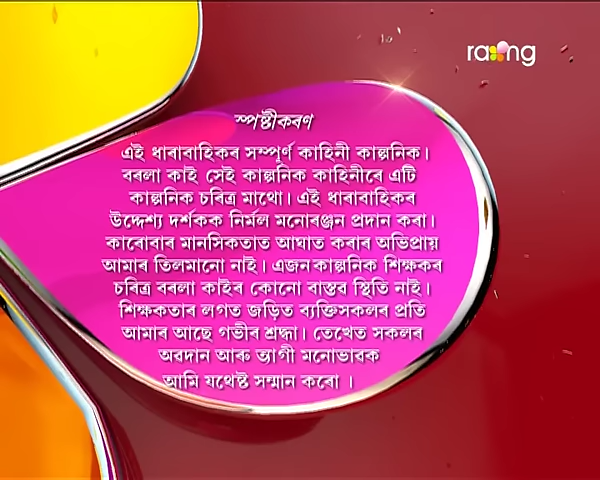 rang
স্পষ্টীকৰণ
এই ধাৰাবাহিকৰ সম্পূৰ্ণ কাহিনী কাল্পনিক।
বৰলা কাই সেই কাল্পনিক কাহিনীৰে এটি
কাল্পনিক চৰিত্ৰ মাথো। এই ধাৰাবাহিকৰ
উদ্দেশ্য দৰ্শকক নিৰ্মল মনোৰঞ্জন প্ৰদান কৰা।
কাৰোবাৰ মানসিকতাত আঘাত কৰাৰ অভিপ্ৰায়
আমাৰ তিলমানো নাই। এজন কাল্পনিক শিক্ষকৰ
চৰিত্ৰ বৰলা কাইৰ কোনো বাস্তৱ স্থিতি নাই।
শিক্ষকতাৰ লগত জড়িত ব্যক্তিসকলৰ প্ৰতি
আমাৰ আছে গভীৰ শ্ৰদ্ধা। তেখেত সকলৰ
অৱদান আৰু ত্যাগী মনোভাবক
আমি যথেষ্ট সন্মান কৰো ।